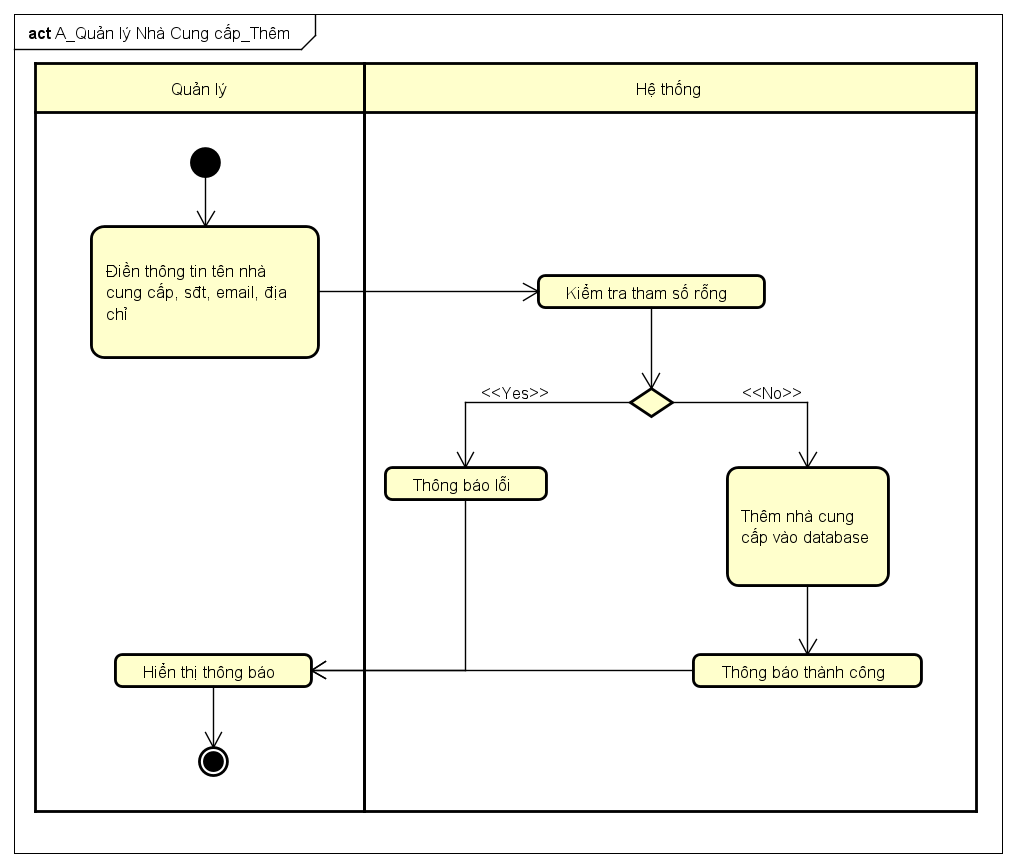 act A_Quản lý Nhà Cung cấp_Thêm
Quản lý
Hệ thống
Điền thông tin tên nhà
cung cấp, sđt, email, địa
chỉ
Kiểm tra tham số rỗng
<<Yes>>
<<No>>
Thông báo lỗi
Thêm nhà cung
cấp vào database
Hiển thị thông báo
Thông báo thành công